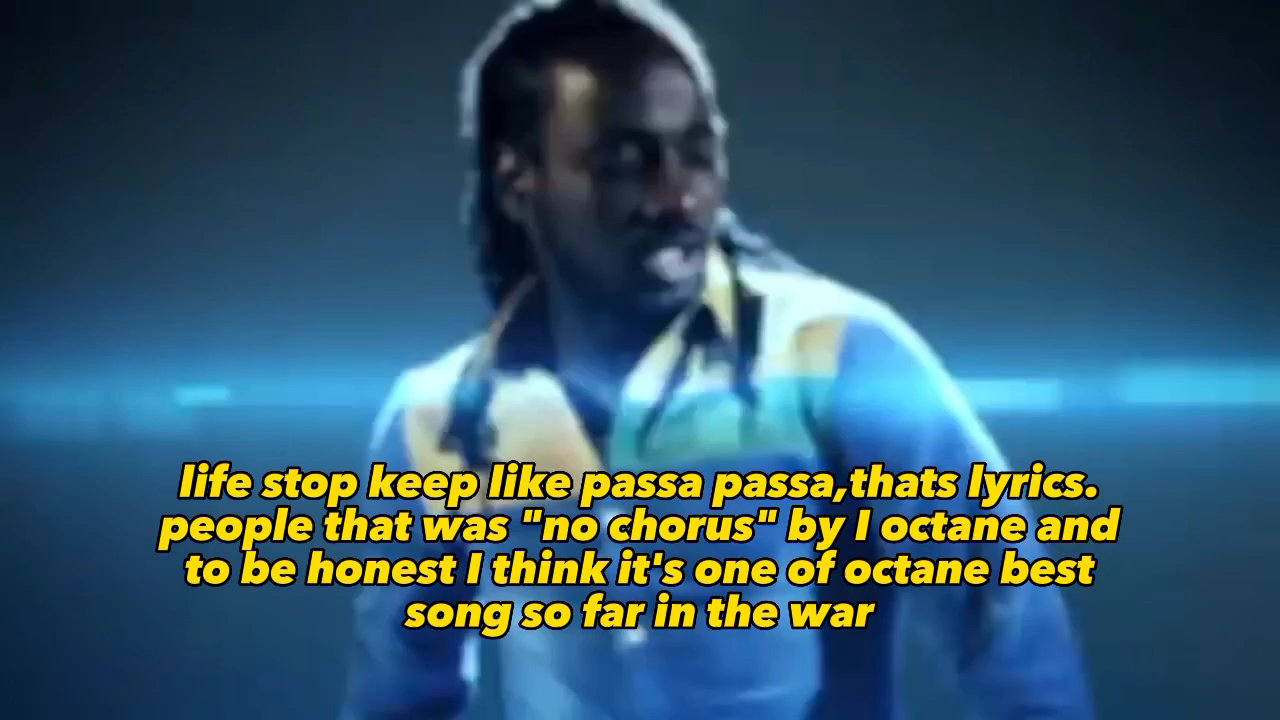 life stop keep like passa passa,thats lyrics.
people that was "no chorus" by I octane and
to be honest I think it's one of octane best
song so far in the war